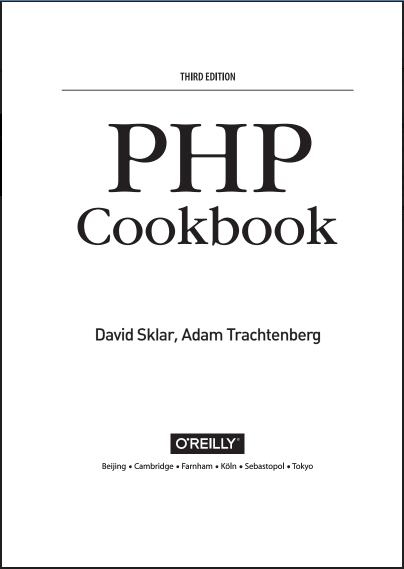 THIRD EDITION
PHP
Cookbook
David Sklar, Adam Trachtenberg
O'REILLY®
Beijing • Cambridge • Farnham • Köln • Sebastopol • Tokyo